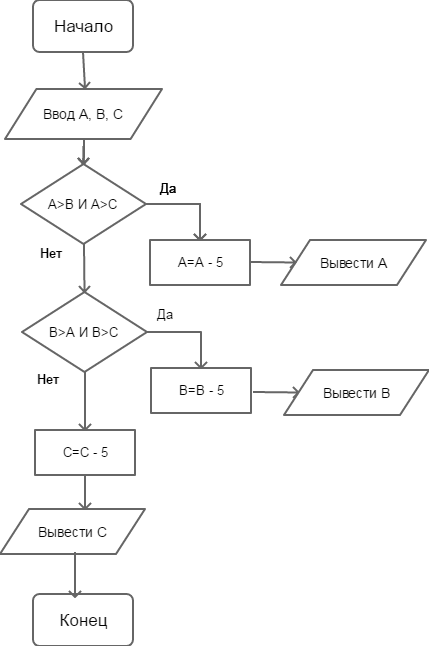 Начало
Ввод A, B, C
A>B И A>C
Да
Нет
A=A - 5
Вывести A
B>A И B>C
Да
Нет
B=B - 5
Вывести B
C=C - 5
Вывести C
Конец